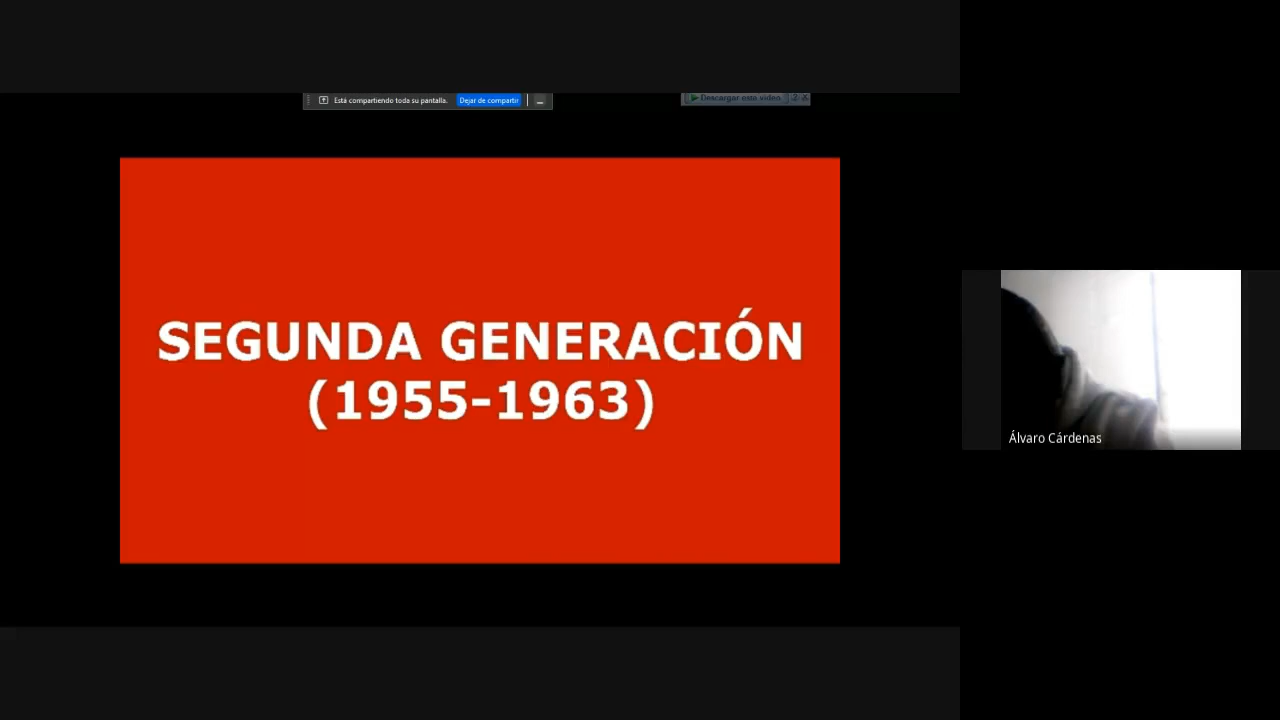 Está compartiendo toda su pantalla. Dejar de compartir
Descargar este video
SEGUNDA GENERACIÓN
(1955-1963)
Álvaro Cárdenas